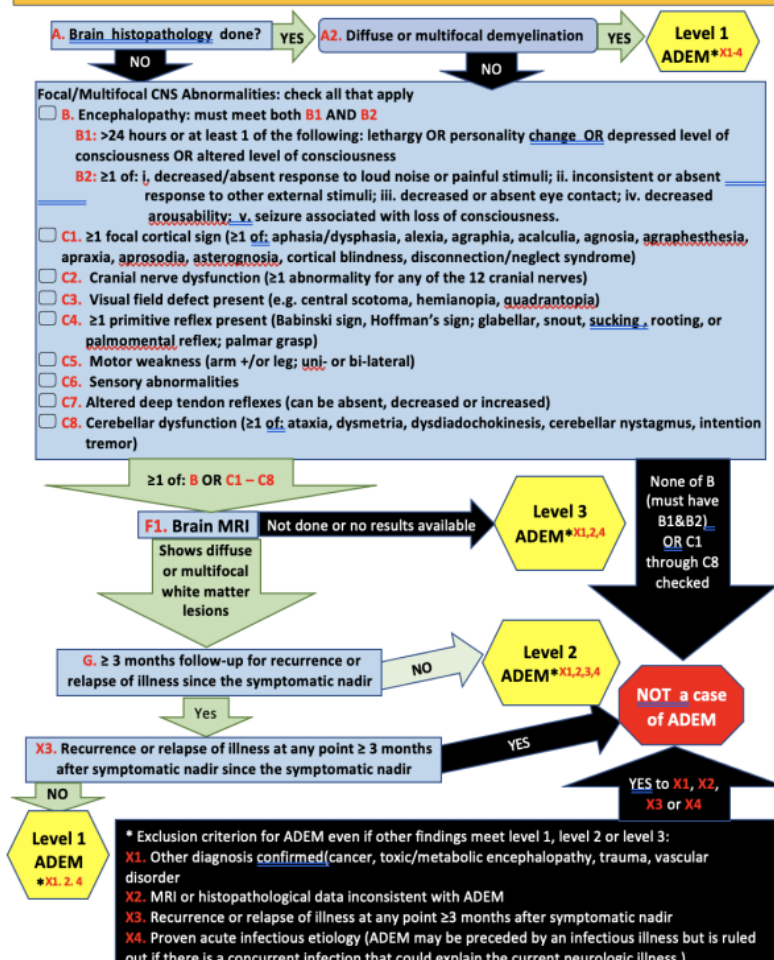 A. Brain histopathology done?
YES
A2. Diffuse or multifocal demyelination
YES
Level 1
ADEM*X1-4
NO
NO
Focal/Multifocal CNS Abnormalities: check all that apply
B. Encephalopathy: must meet both B1 AND B2
B1: >24 hours or at least 1 of the following: lethargy OR personality change OR depressed level of
consciousness OR altered level of consciousness
B2: ≥1 of: i. decreased/absent response to loud noise or painful stimuli; ii. inconsistent or absent
response to other external stimuli; iii. decreased or absent eye contact; iv. decreased
arousability; v. seizure associated with loss of consciousness.
C1. ≥1 focal cortical sign (≥1 of: aphasia/dysphasia, alexia, agraphia, acalculia, agnosia, agraphesthesia,
apraxia, aprosodia, asterognosia, cortical blindness, disconnection/neglect syndrome)
C2. Cranial nerve dysfunction (≥1 abnormality for any of the 12 cranial nerves)
C3. Visual field defect present (e.g. central scotoma, hemianopia, quadrantopia)
C4. ≥1 primitive reflex present (Babinski sign, Hoffman's sign; glabellar, snout, sucking , rooting, or
palmomental reflex; palmar grasp)
C5. Motor weakness (arm +/or leg; uni- or bi-lateral)
C6. Sensory abnormalities
C7. Altered deep tendon reflexes (can be absent, decreased or increased)
C8. Cerebellar dysfunction (≥1 of: ataxia, dysmetria, dysdiadochokinesis, cerebellar nystagmus, intention
tremor)
≥1 of: B OR C1 – C8
None of B
(must have
B1&B2)
OR C1
through C8
checked
F1. Brain MRI
Not done or no results available
Level 3
ADEM*X1,2,4
Shows diffuse
or multifocal
white matter
lesions
G. ≥ 3 months follow-up for recurrence or
relapse of illness since the symptomatic nadir
NO
Level 2
ADEM*X1,2,3,4
Yes
NOT a case
of ADEM
X3. Recurrence or relapse of illness at any point ≥ 3 months
after symptomatic nadir since the symptomatic nadir
YES
NO
YES to X1, X2,
X3 or X4
Level 1
ADEM
*X1. 2. 4
* Exclusion criterion for ADEM even if other findings meet level 1, level 2 or level 3:
X1. Other diagnosis confirmed(cancer, toxic/metabolic encephalopathy, trauma, vascular
disorder
X2. MRI or histopathological data inconsistent with ADEM
X3. Recurrence or relapse of illness at any point ≥3 months after symptomatic nadir
X4. Proven acute infectious etiology (ADEM may be preceded by an infectious illness but is ruled
out if there is a concurrent infection that could explain the current neurologic illness.)